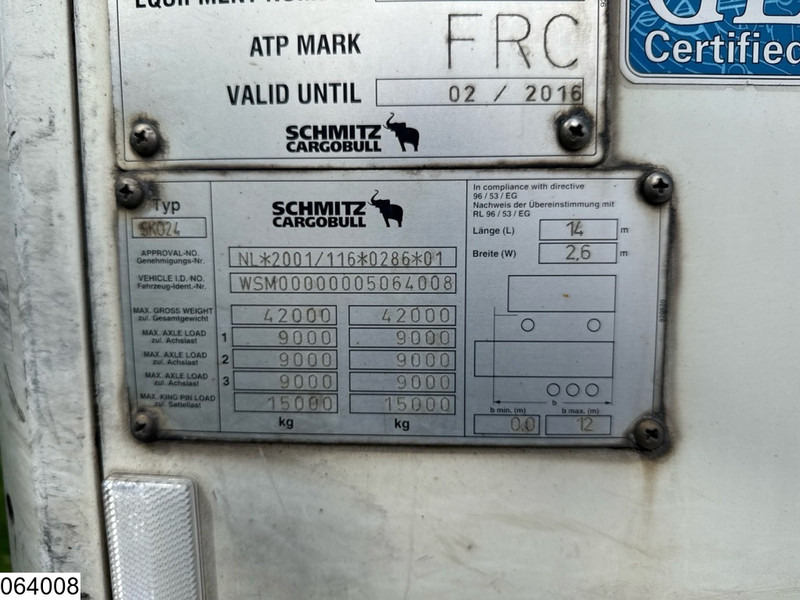 ATP MARK FRC
VALID UNTIL 02 / 2016
SCHMITZ
CARGOBULL
Certified
Typ
SKO24
SCHMITZ
CARGOBULL
In compliance with directive
96 / 53 / EG
Nachweis der Übereinstimmung mit
RL 96 / 53 / EG
Länge (L) 14 m
Breite (W) 2,6 m
APPROVAL-NO.
Genehmigungs-Nr.
NL*2001/116*0286*01
VEHICLE I.D.-NO.
Fahrzeug-Ident.-Nr.
WSM00000005064008
MAX. GROSS WEIGHT
zul. Gesamtgewicht
42000 42000
MAX. AXLE LOAD
zul. Achslast
1 9000 9000
MAX. AXLE LOAD
zul. Achslast
2 9000 9000
MAX. AXLE LOAD
zul. Achslast
3 9000 9000
MAX. KING PIN LOAD
zul. Sattellast
15000 15000
kg kg
b
b min. (m) b max. (m)
0.0 12
064008